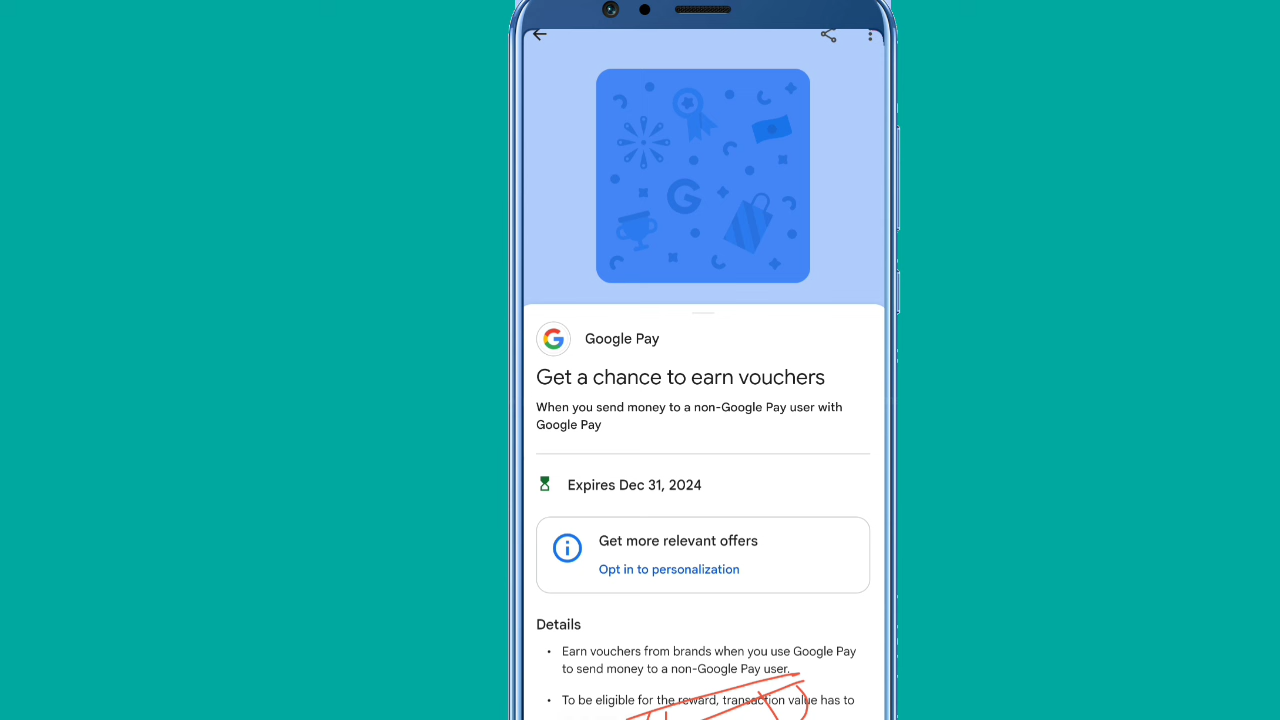 Google Pay
Get a chance to earn vouchers
When you send money to a non-Google Pay user with
Google Pay
Expires Dec 31, 2024
Get more relevant offers
Opt in to personalization
Details
• Earn vouchers from brands when you use Google Pay
to send money to a non-Google Pay user.
• To be eligible for the reward, transaction value has to